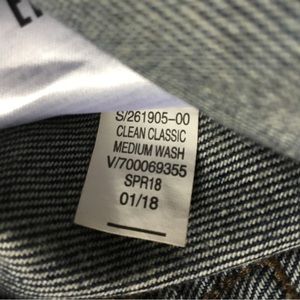 S/261905-00
CLEAN CLASSIC
MEDIUM WASH
V/700069355
SPR18
01/18